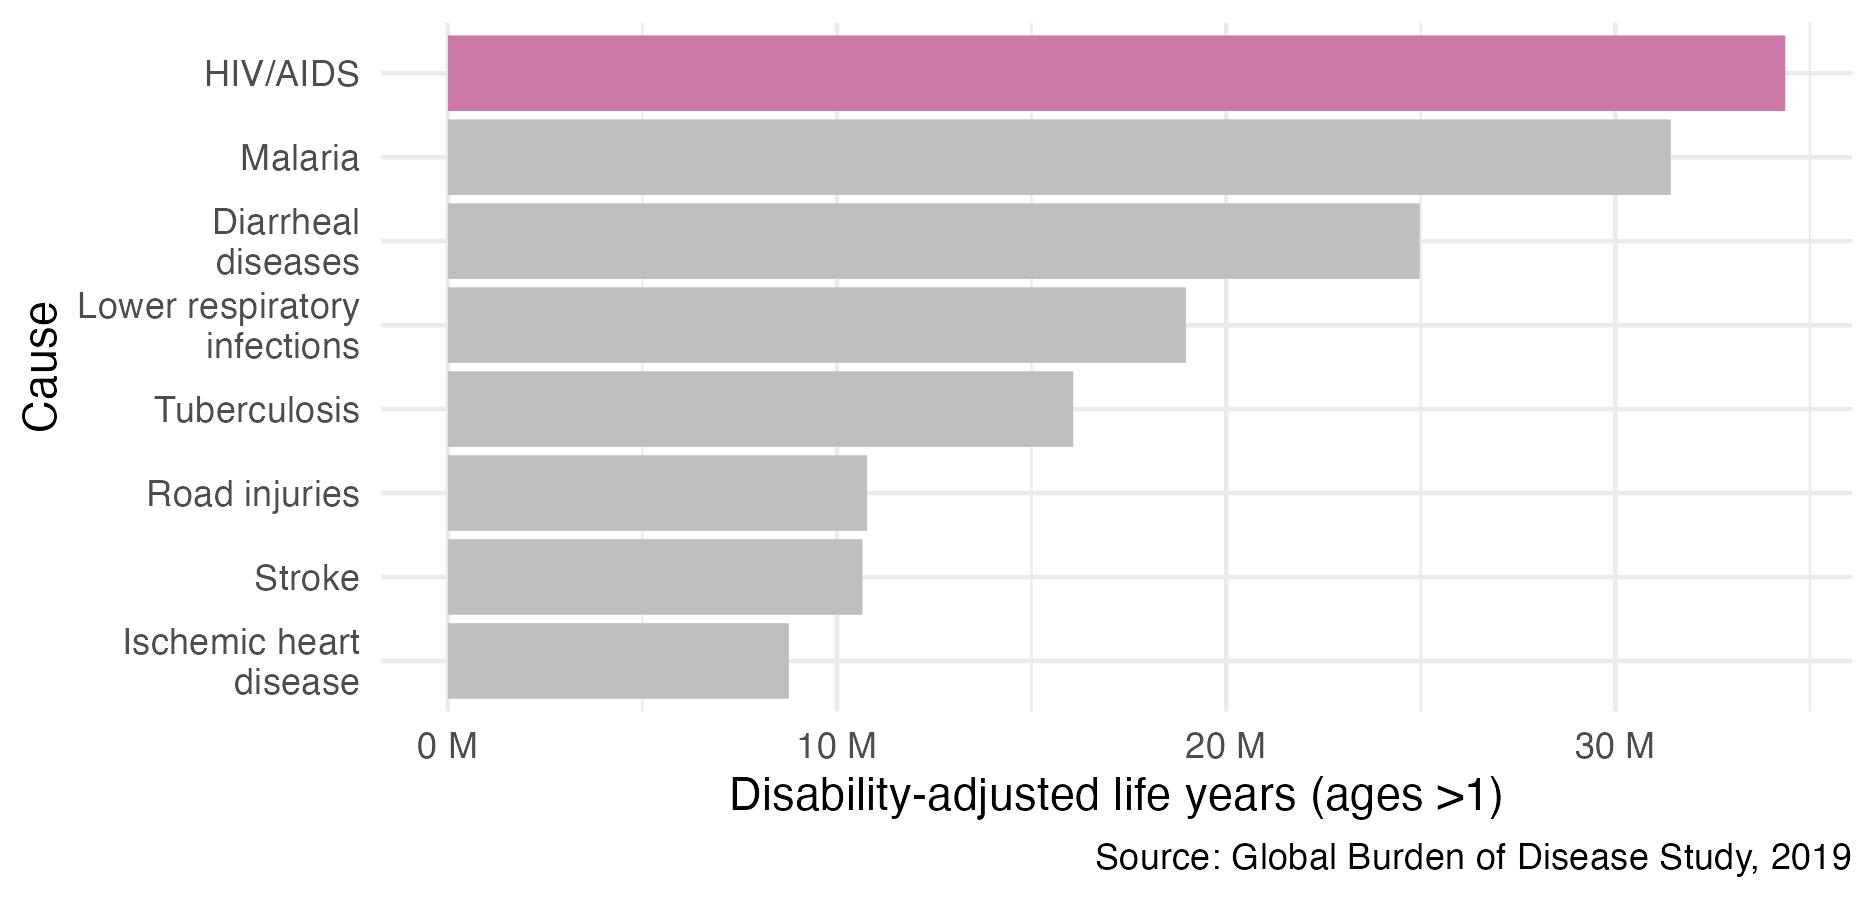 HIV/AIDS
Malaria
Diarrheal
diseases
Lower respiratory
infections
Tuberculosis
Road injuries
Stroke
Ischemic heart
disease
Cause
0 M
10 M
20 M
30 M
Disability-adjusted life years (ages >1)
Source: Global Burden of Disease Study, 2019